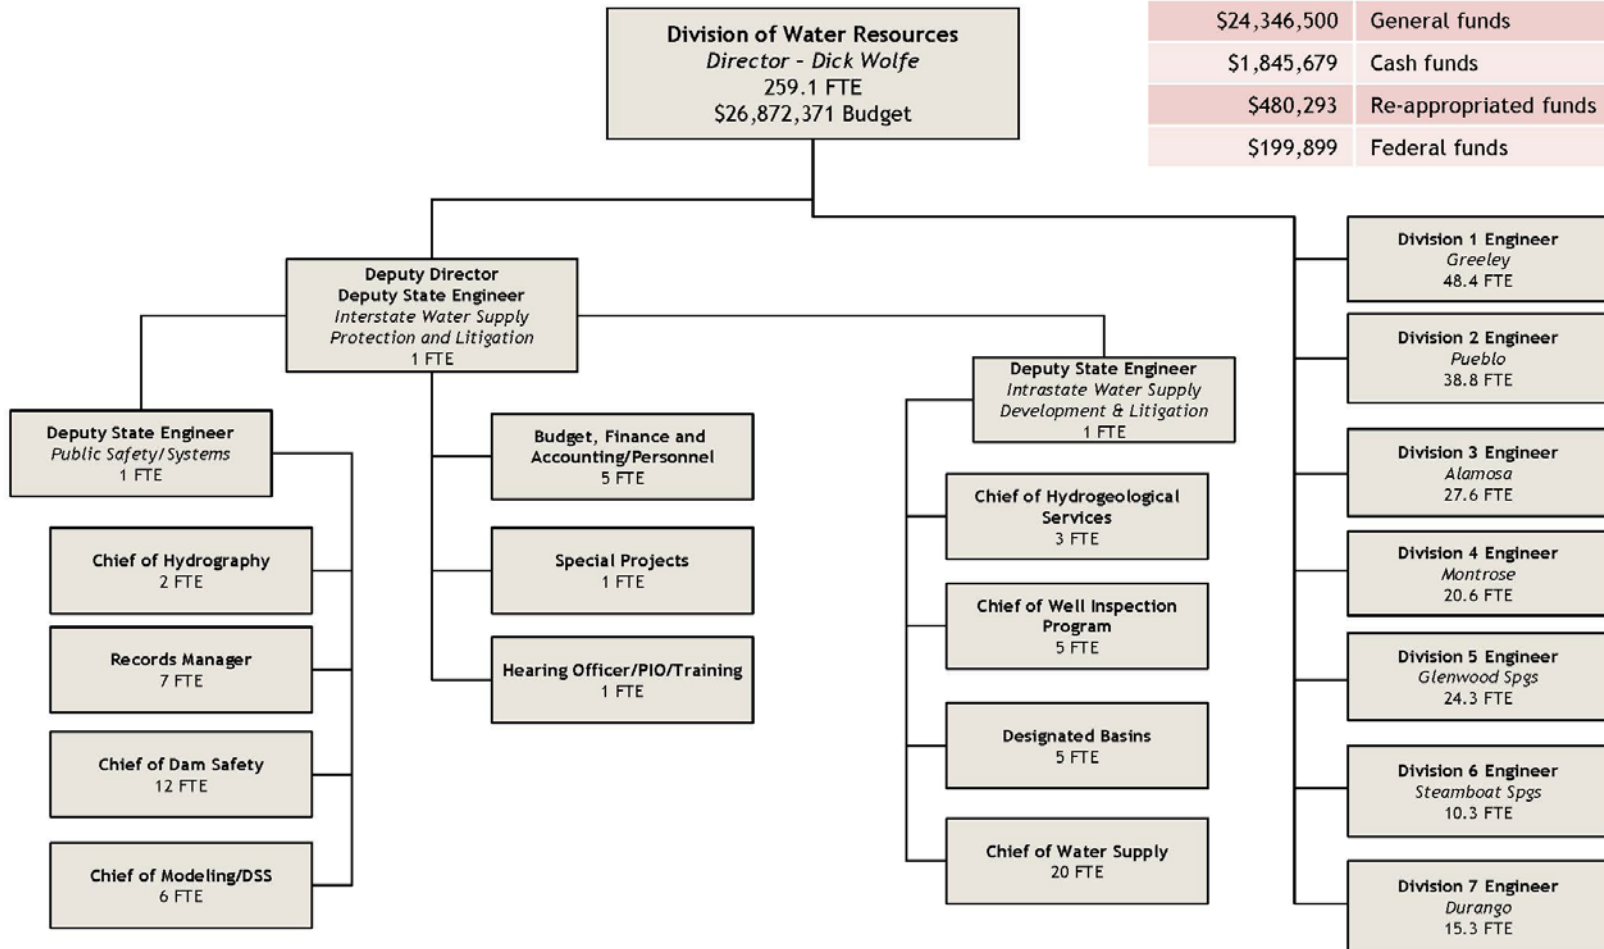 Division of Water Resources
Director - Dick Wolfe
259.1 FTE
$26,872,371 Budget
$24,346,500 General funds
$1,845,679 Cash funds
$480,293 Re-appropriated funds
$199,899 Federal funds
Deputy Director
Deputy State Engineer
Interstate Water Supply
Protection and Litigation
1 FTE
Deputy State Engineer
Public Safety/Systems
1 FTE
Chief of Hydrography
2 FTE
Records Manager
7 FTE
Chief of Dam Safety
12 FTE
Chief of Modeling/DSS
6 FTE
Budget, Finance and
Accounting/Personnel
5 FTE
Special Projects
1 FTE
Hearing Officer/PIO/Training
1 FTE
Deputy State Engineer
Intrastate Water Supply
Development & Litigation
1 FTE
Chief of Hydrogeological
Services
3 FTE
Chief of Well Inspection
Program
5 FTE
Designated Basins
5 FTE
Chief of Water Supply
20 FTE
Division 1 Engineer
Greeley
48.4 FTE
Division 2 Engineer
Pueblo
38.8 FTE
Division 3 Engineer
Alamosa
27.6 FTE
Division 4 Engineer
Montrose
20.6 FTE
Division 5 Engineer
Glenwood Spgs
24.3 FTE
Division 6 Engineer
Steamboat Spgs
10.3 FTE
Division 7 Engineer
Durango
15.3 FTE